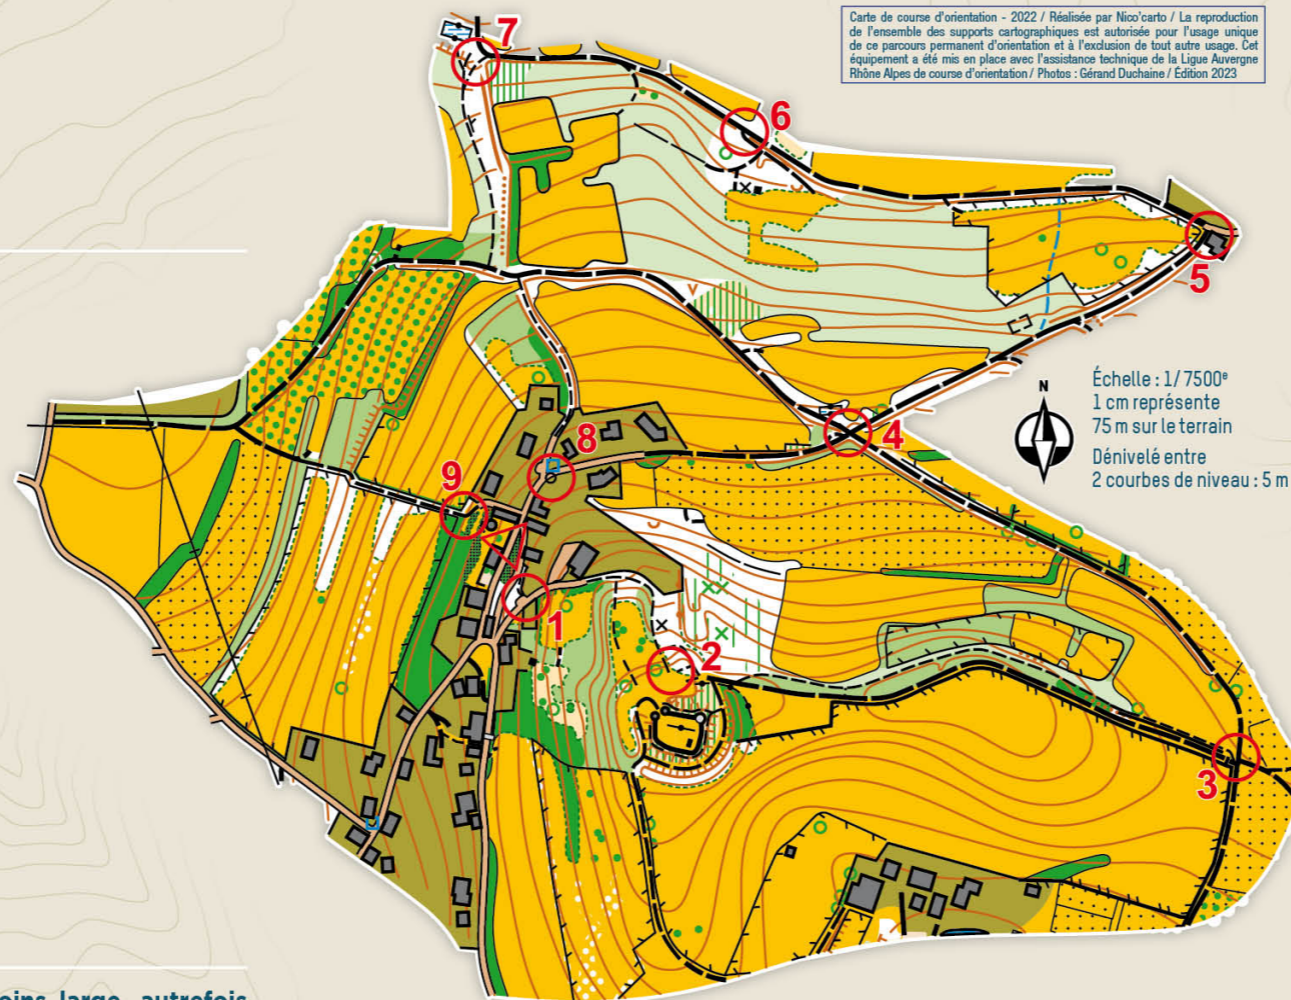 Carte de course d'orientation - 2022 / Réalisée par Nico'carto / La reproduction
de l'ensemble des supports cartographiques est autorisée pour l'usage unique
de ce parcours permanent d'orientation et à l'exclusion de tout autre usage. Cet
équipement a été mis en place avec l'assistance technique de la Ligue Auvergne
Rhône Alpes de course d'orientation / Photos : Gérand Duchaine / Édition 2023
7
6
5
N
Échelle : 1/ 7500e
1 cm représente
75 m sur le terrain
Dénivelé entre
2 courbes de niveau : 5 m
4
8
9
1
2
3
large, autrefois